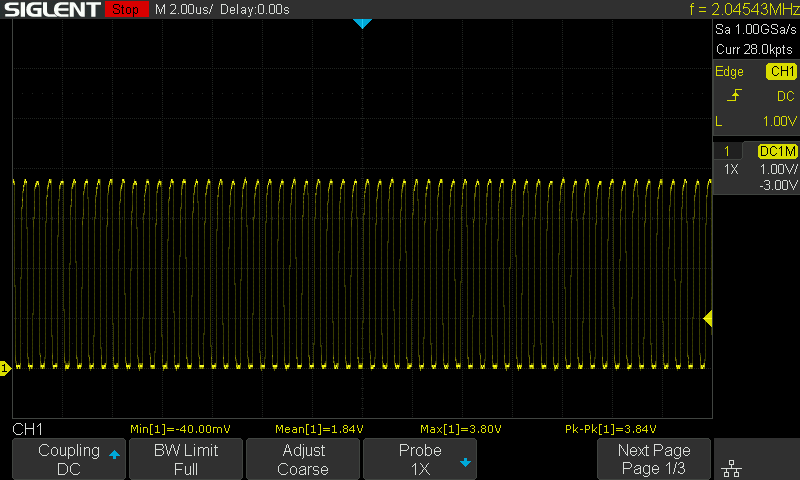 SIGLENT Stop M 2.00us/ Delay:0.00s f = 2.04543MHz
Sa 1.00GSa/s
Curr 28.0kpts
Edge CH1
DC
L 1.00V
1 DC1M
1X 1.00V/
-3.00V
1
CH1 Min[1]=-40.00mV Mean[1]=1.84V Max[1]=3.80V Pk-Pk[1]=3.84V
Coupling BW Limit Adjust Probe Next Page
DC Full Coarse 1X Page 1/3